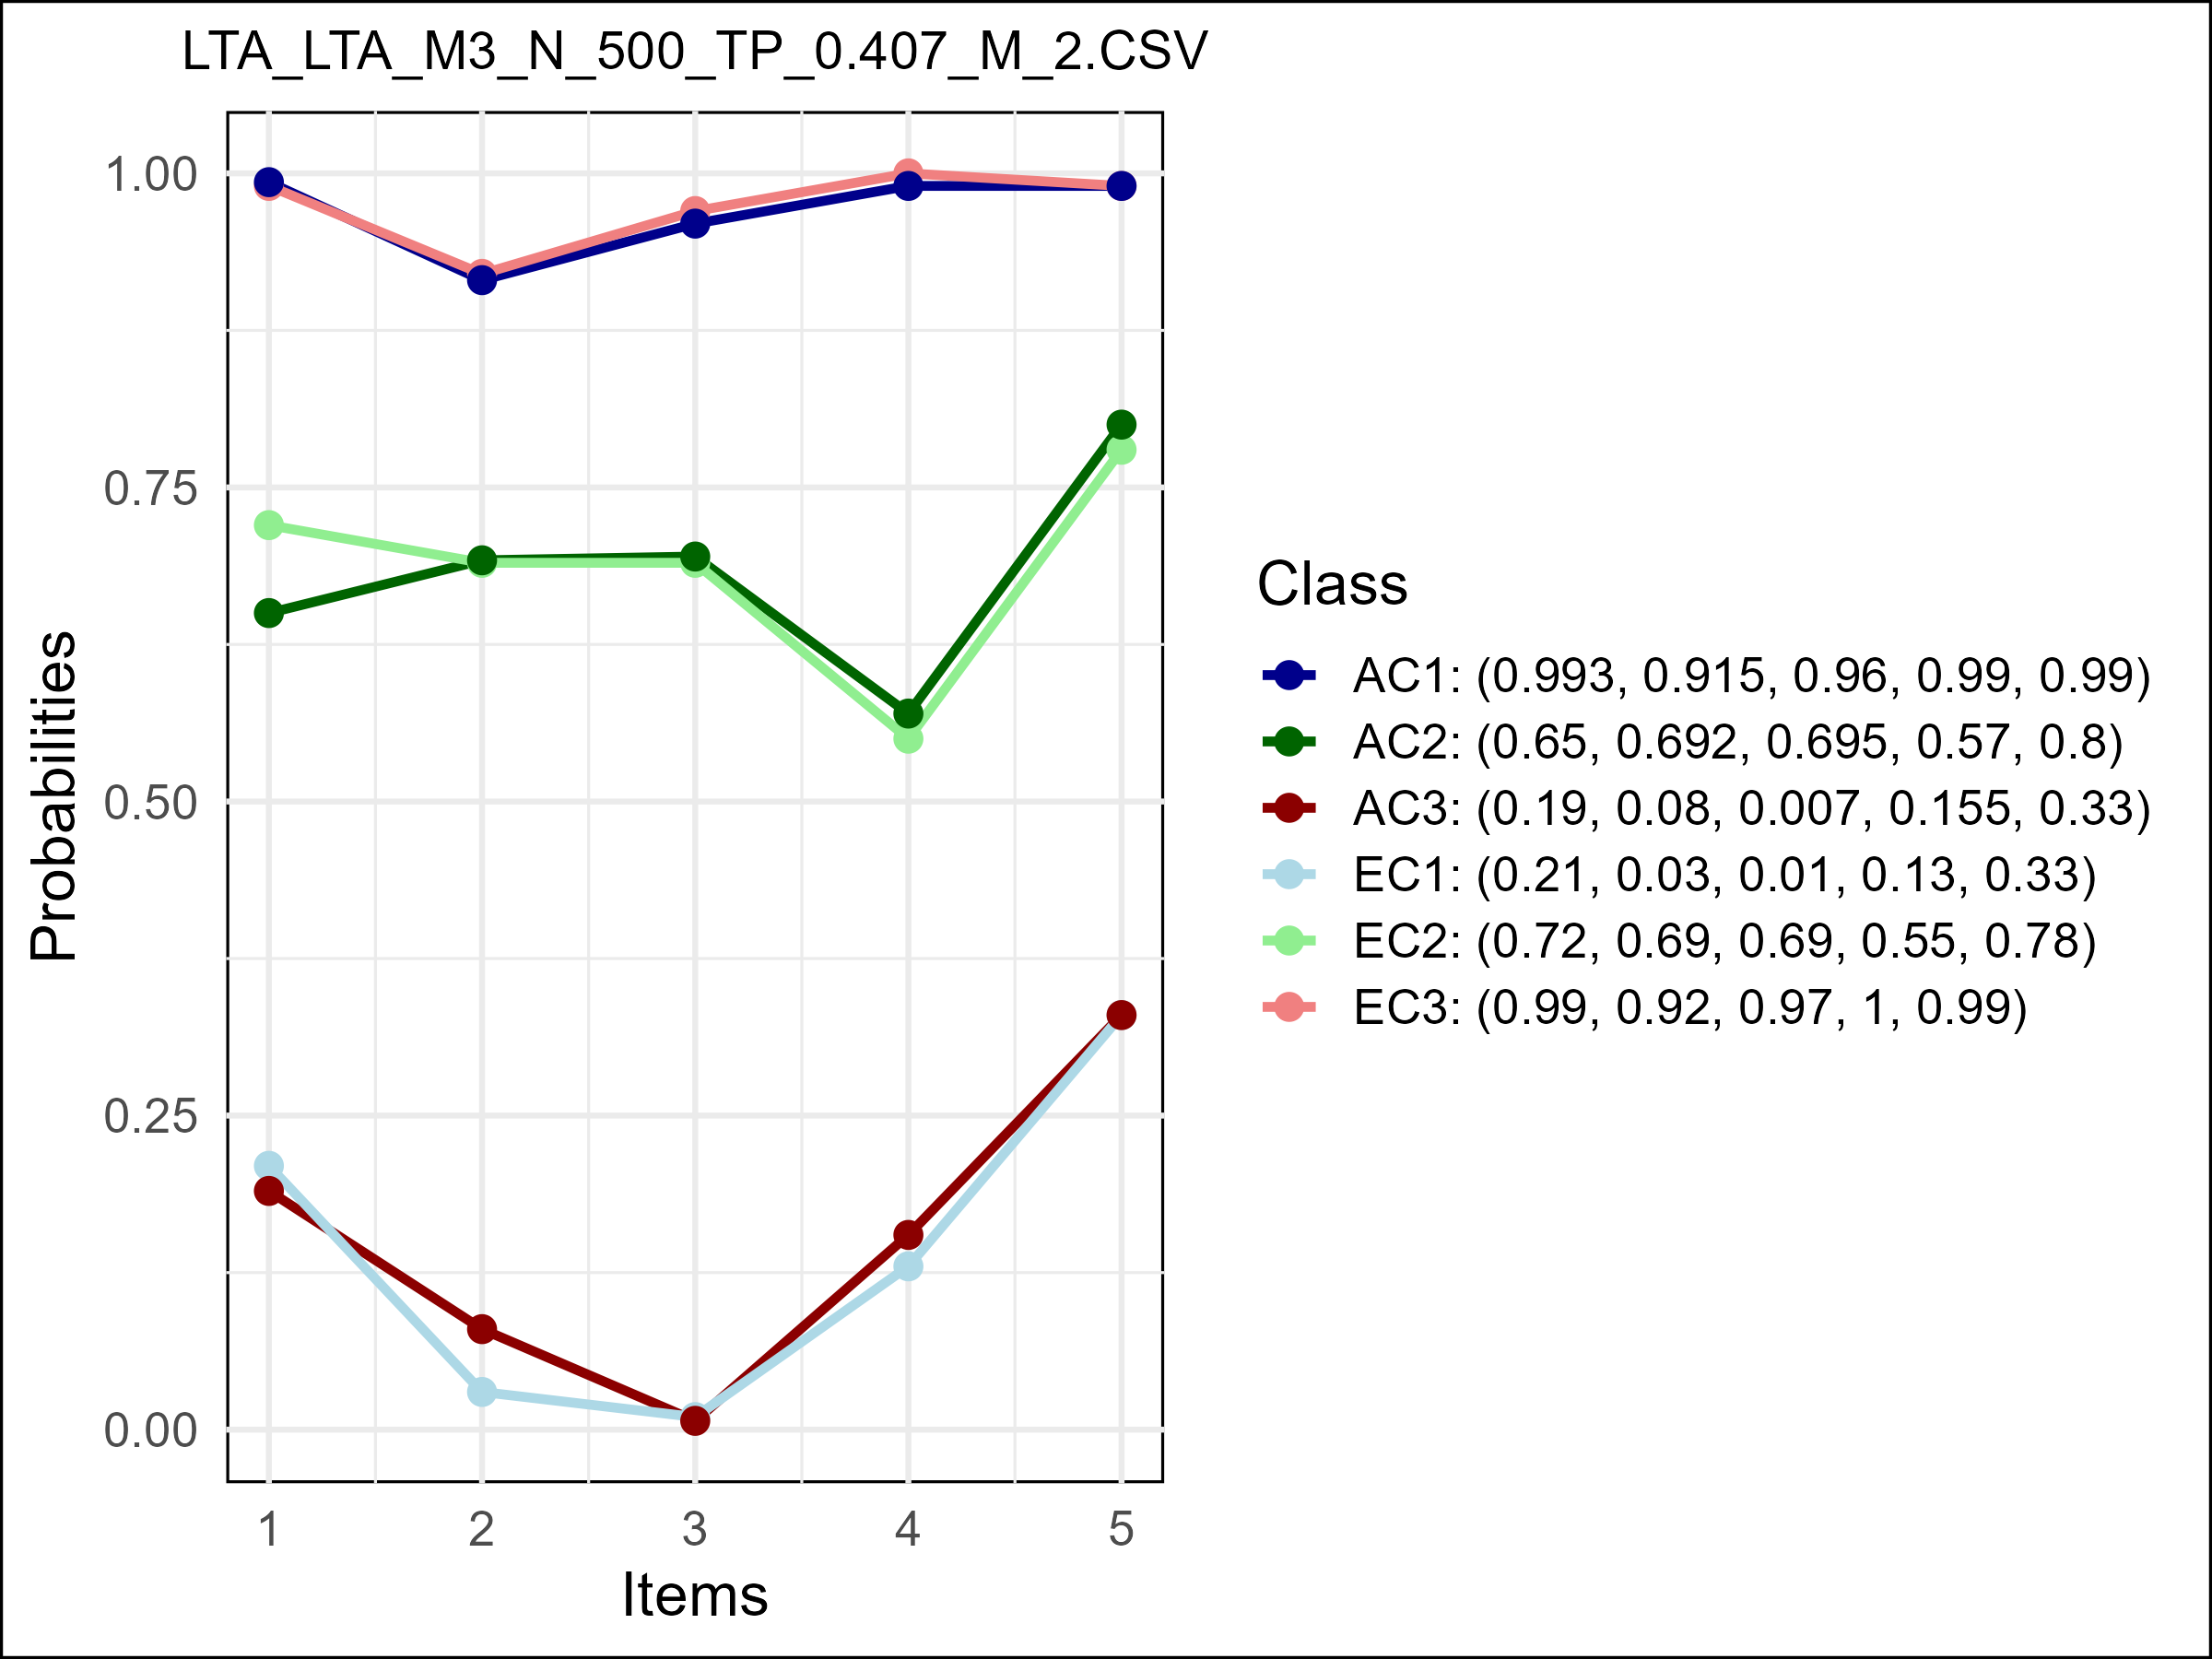 LTA_LTA_M3_N_500_TP_0.407_M_2.CSV
1.00
0.75
0.50
0.25
0.00
Probabilities
1 2 3 4 5
Items
Class
AC1: (0.993, 0.915, 0.96, 0.99, 0.99)
AC2: (0.65, 0.692, 0.695, 0.57, 0.8)
AC3: (0.19, 0.08, 0.007, 0.155, 0.33)
EC1: (0.21, 0.03, 0.01, 0.13, 0.33)
EC2: (0.72, 0.69, 0.69, 0.55, 0.78)
EC3: (0.99, 0.92, 0.97, 1, 0.99)